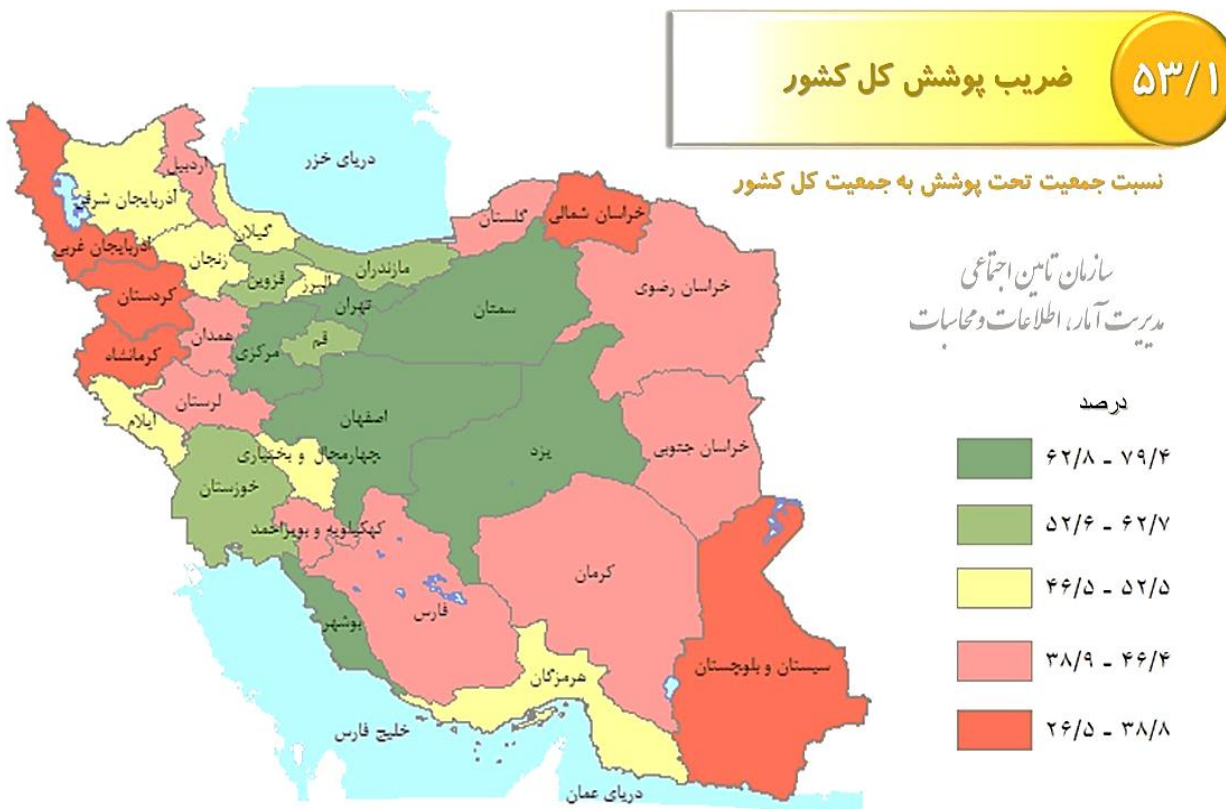 ۵۳/۱
ضریب پوشش کل کشور
نسبت جمعیت تحت پوشش به جمعیت کل کشور
سازمان تامین اجتماعی
مدیریت آمار، اطلاعات ومحاسبات
درصد
۶۲/۸ - ۷۹/۴
۵۲/۶ - ۶۲/۷
۴۶/۵ - ۵۲/۵
۳۸/۹ - ۴۶/۴
۲۶/۵ - ۳۸/۸
دریای خزر
اردبیل
آذربایجان شرقی
گیلان
گلستان
خراسان شمالی
آذربایجان غربی
زنجان
قزوین
البرز
مازندران
خراسان رضوی
کردستان
تهران
سمنان
همدان
مرکزی
قم
کرمانشاه
لرستان
اصفهان
ایلام
چهارمحال و بختیاری
یزد
خراسان جنوبی
خوزستان
کهکیلویه و بویراحمد
کرمان
فارس
بوشهر
سیستان و بلوچستان
هرمزگان
خلیج فارس
دریای عمان